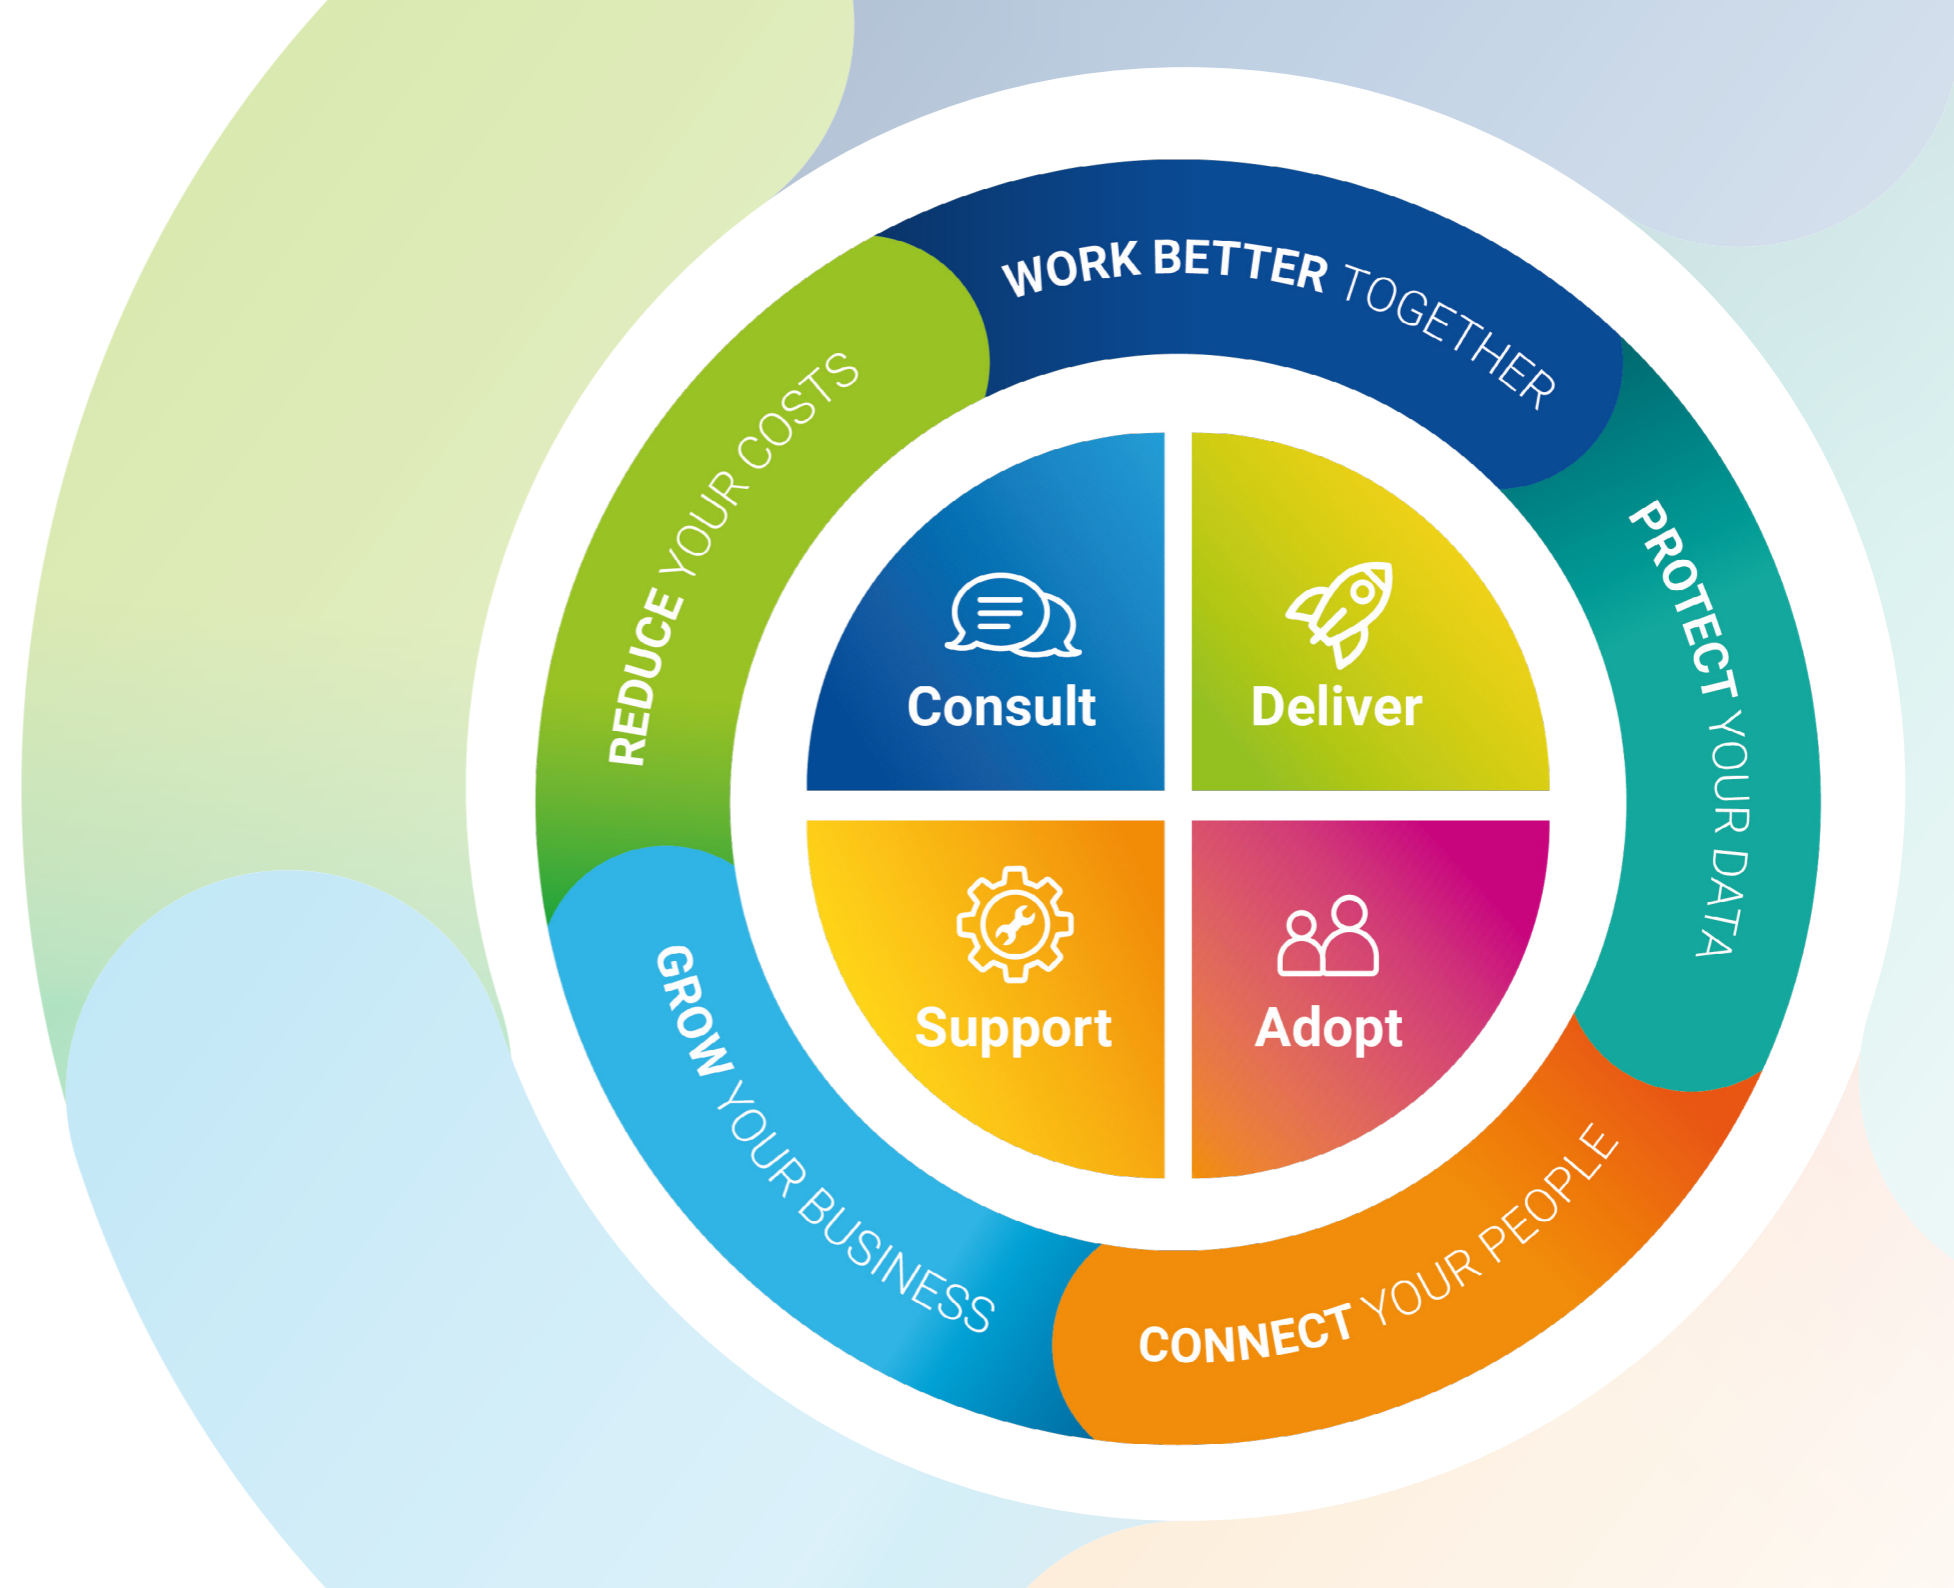 WORK BETTER TOGETHER
PROTECT YOUR DATA
CONNECT YOUR PEOPLE
GROW YOUR BUSINESS
REDUCE YOUR COSTS
Consult
Deliver
Support
Adopt